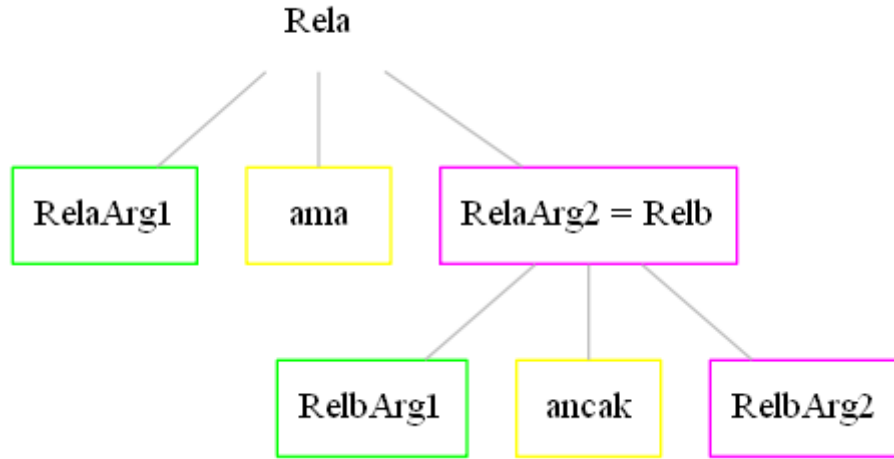 Rela
RelaArg1 ama RelaArg2 = Relb
RelbArg1 ancak RelbArg2